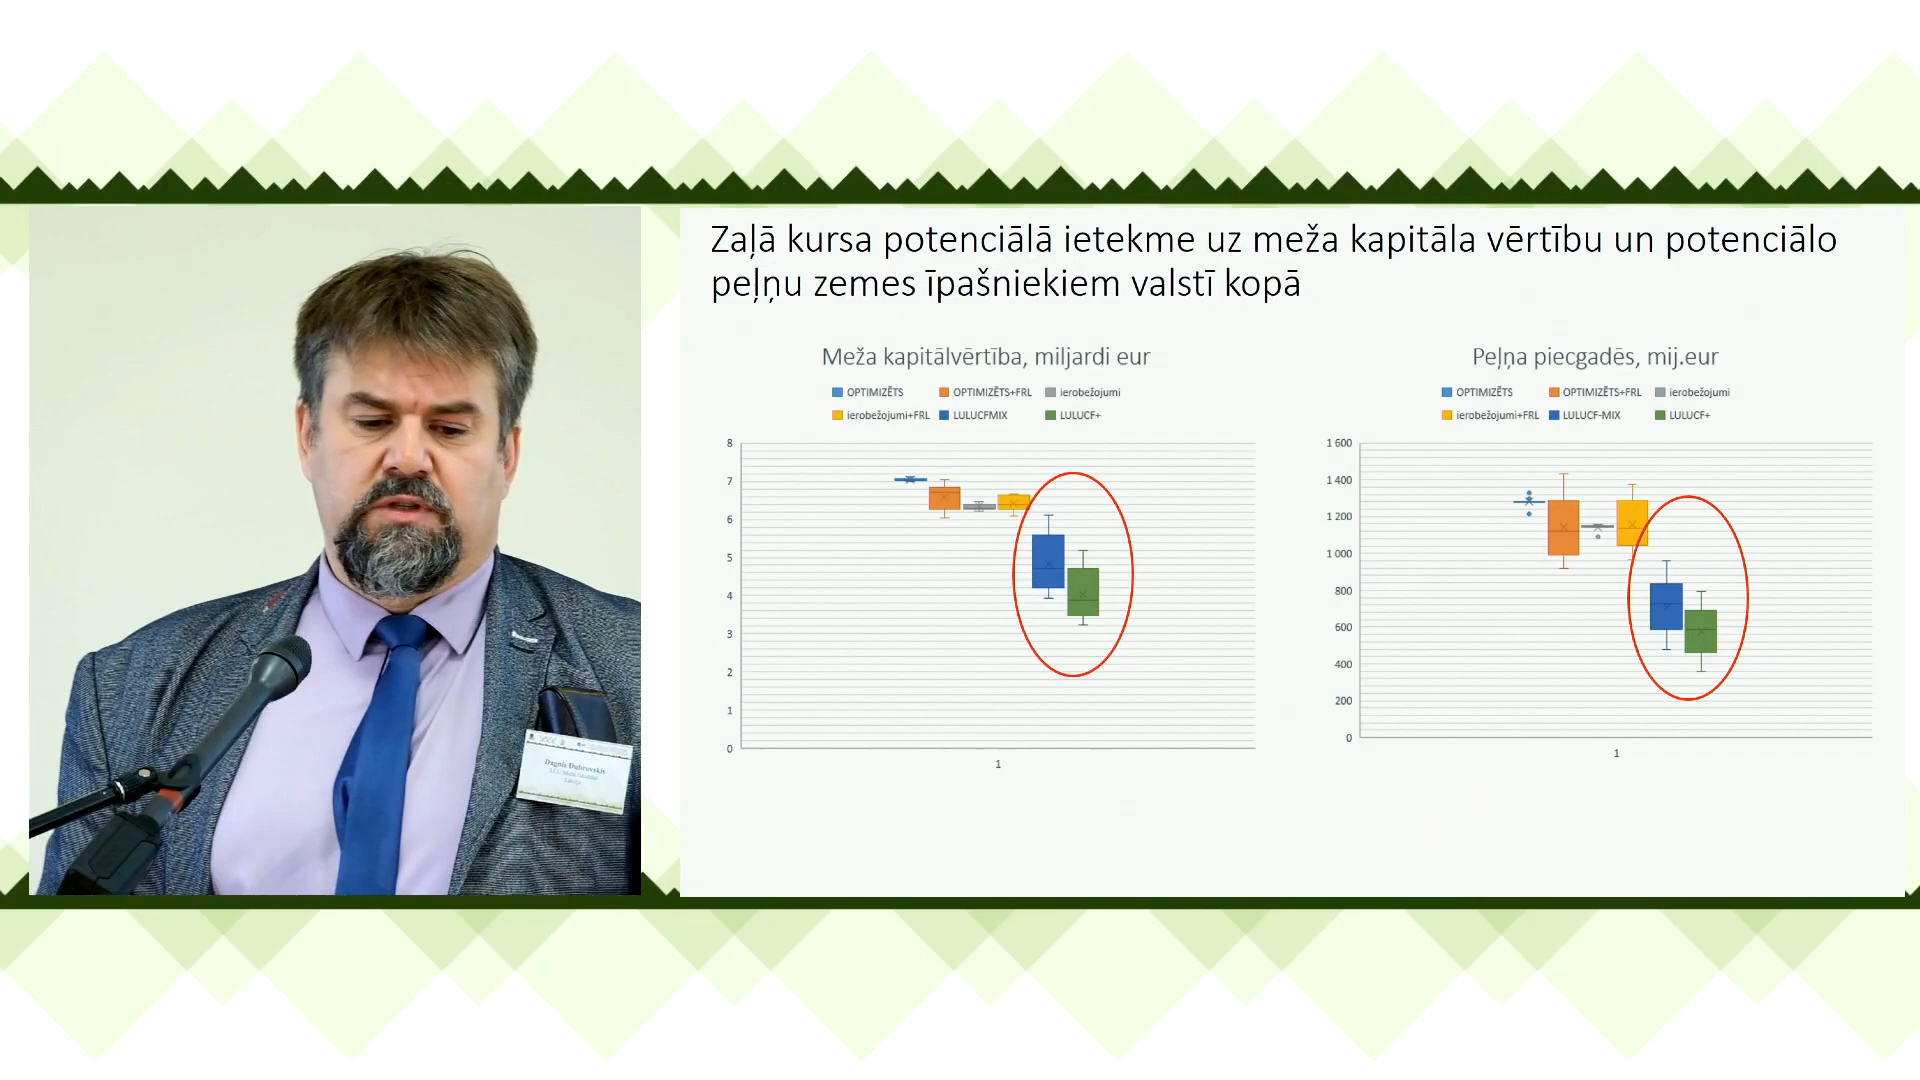 Zaļā kursa potenciālā ietekme uz meža kapitāla vērtību un potenciālo
peļņu zemes īpašniekiem valstī kopā
Meža kapitālvērtība, miljardi eur
OPTIMIZĒTS OPTIMIZĒTS+FRL ierobežojumi
ierobežojumi+FRL LULUCFMIX LULUCF+
8
7
6
5
4
3
2
1
0
1
Peļņa piecgadēs, mij.eur
OPTIMIZĒTS OPTIMIZĒTS+FRL ierobežojumi
ierobežojumi+FRL LULUCF-MIX LULUCF+
1 600
1 400
1 200
1 000
800
600
400
200
0
1
Dagnis Dubrovskis